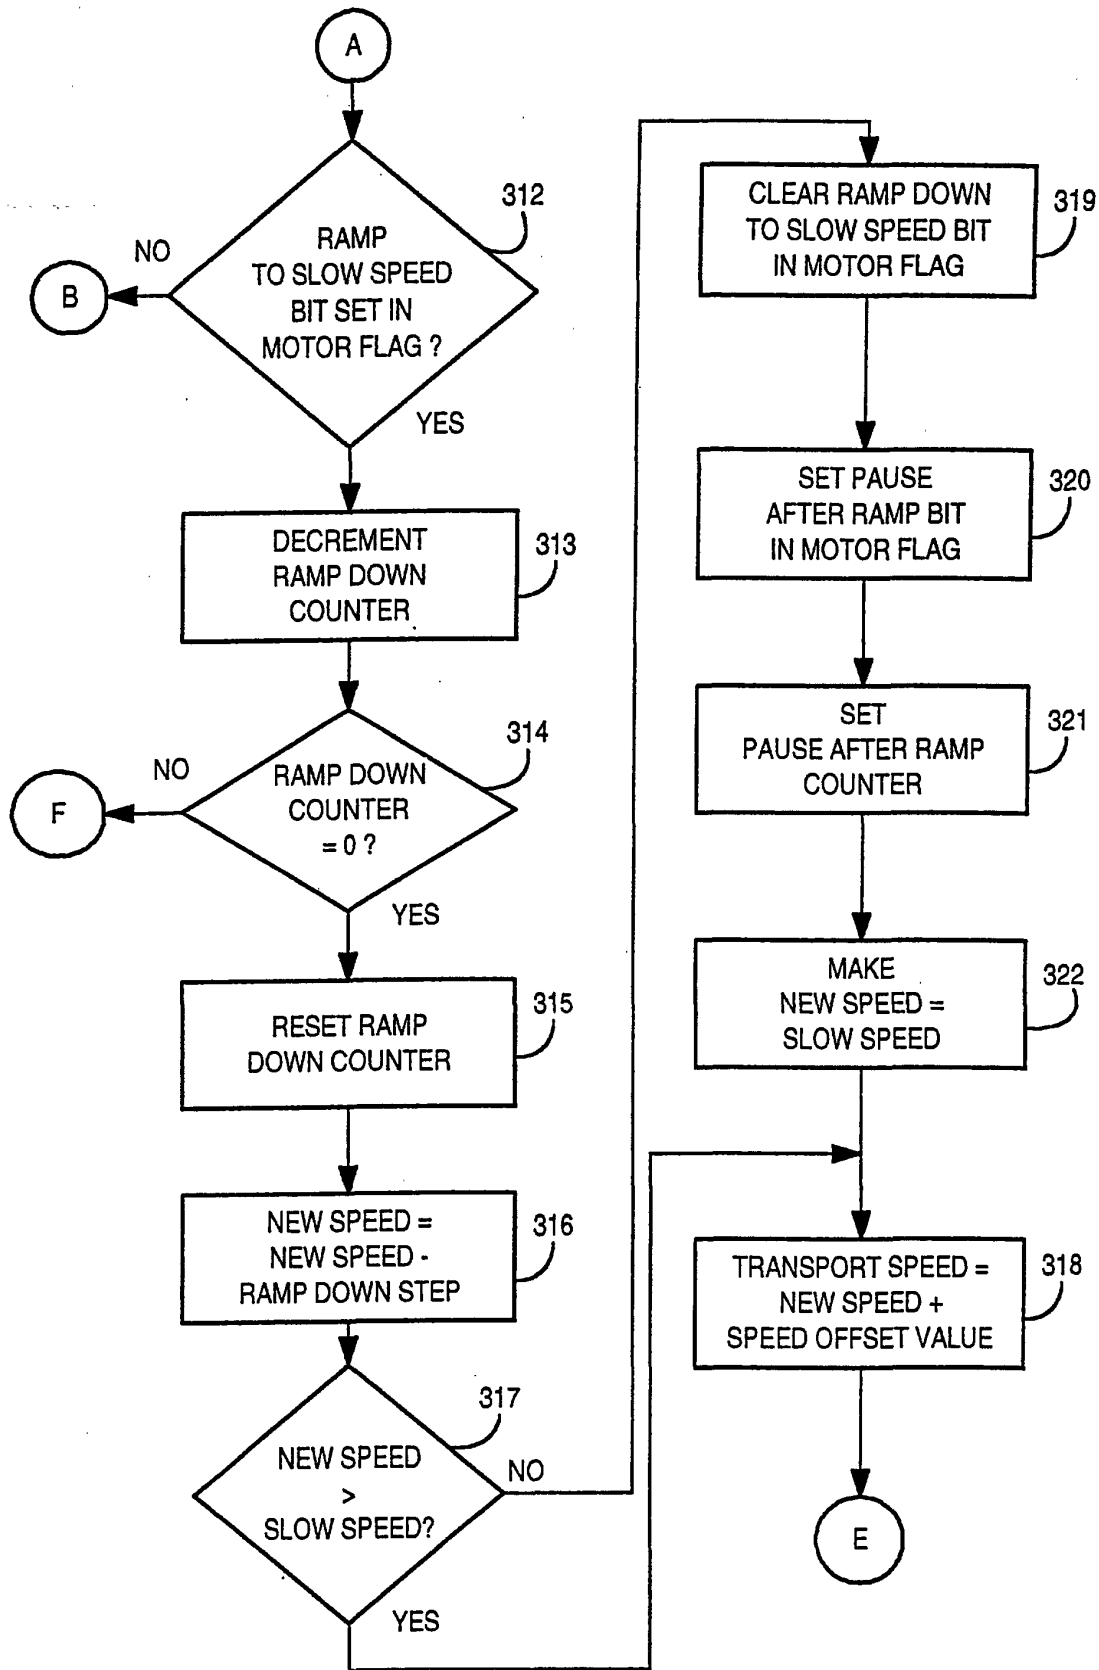 A
312
RAMP
TO SLOW SPEED
BIT SET IN
MOTOR FLAG ?
NO
B
YES
DECREMENT
RAMP DOWN
COUNTER
313
RAMP DOWN
COUNTER
= 0 ?
314
NO
F
YES
RESET RAMP
DOWN COUNTER
315
NEW SPEED =
NEW SPEED -
RAMP DOWN STEP
316
NEW SPEED
>
SLOW SPEED?
317
NO
YES
CLEAR RAMP DOWN
TO SLOW SPEED BIT
IN MOTOR FLAG
319
SET PAUSE
AFTER RAMP BIT
IN MOTOR FLAG
320
SET
PAUSE AFTER RAMP
COUNTER
321
MAKE
NEW SPEED =
SLOW SPEED
322
TRANSPORT SPEED =
NEW SPEED +
SPEED OFFSET VALUE
318
E